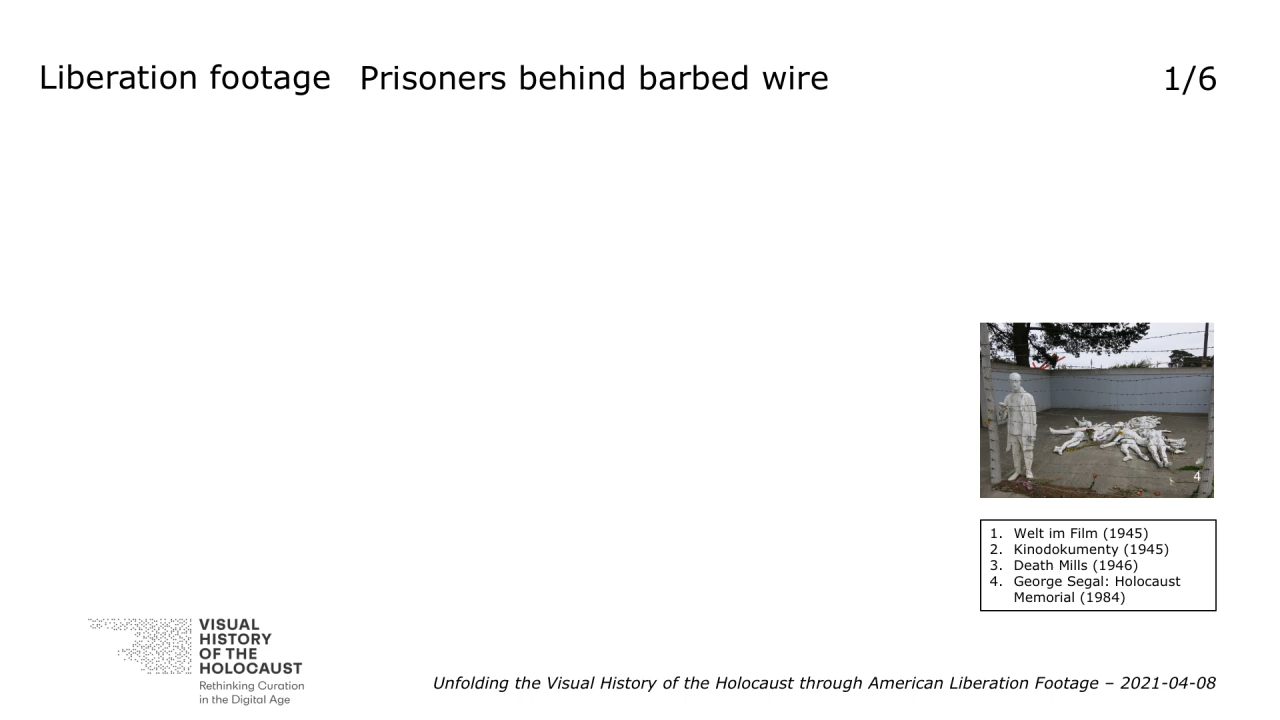 Liberation footage Prisoners behind barbed wire 1/6
4
1. Welt im Film (1945)
2. Kinodokumenty (1945)
3. Death Mills (1946)
4. George Segal: Holocaust
Memorial (1984)
VISUAL
HISTORY
OF THE
HOLOCAUST
Rethinking Curation
in the Digital Age
Unfolding the Visual History of the Holocaust through American Liberation Footage – 2021-04-08